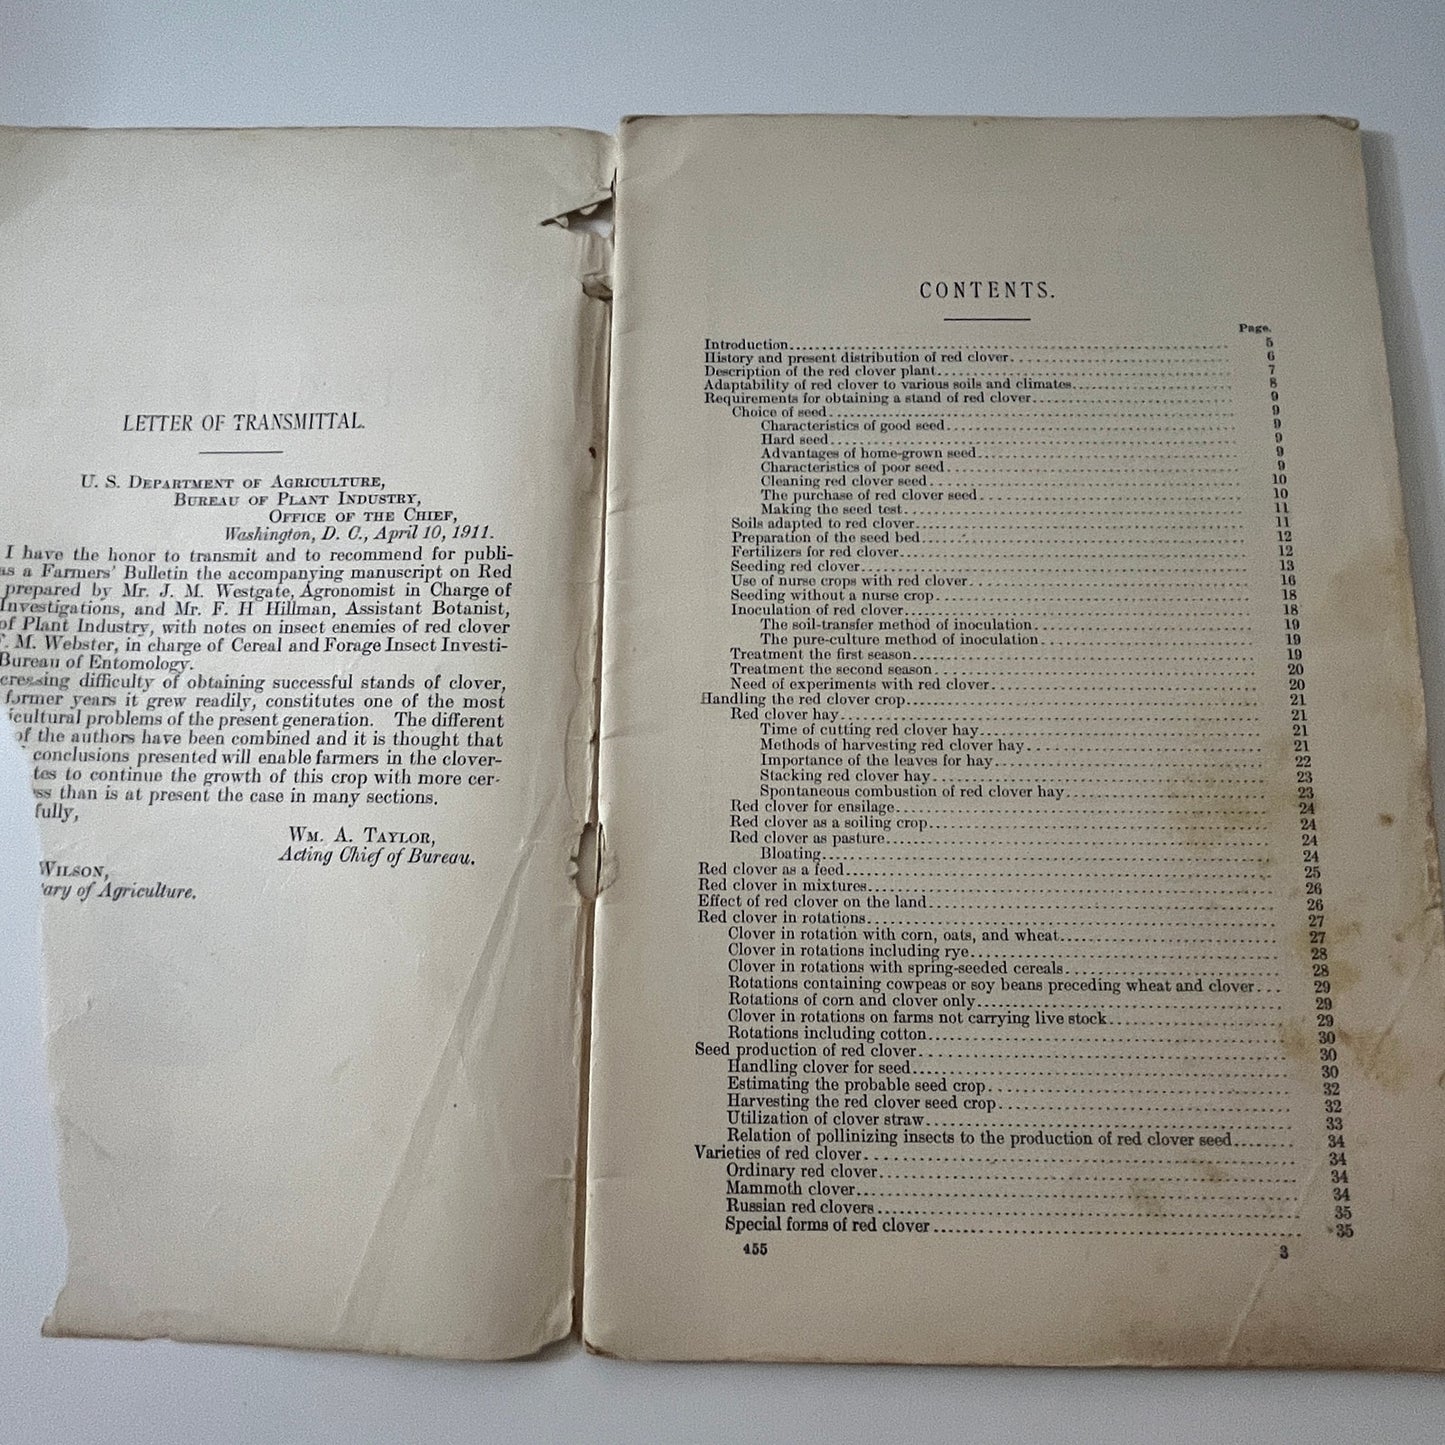 LETTER OF TRANSMITTAL.
U. S. DEPARTMENT OF AGRICULTURE,
BUREAU OF PLANT INDUSTRY,
OFFICE OF THE CHIEF,
Washington, D. C., April 10, 1911.
I have the honor to transmit and to recommend for publi-
as a Farmers' Bulletin the accompanying manuscript on Red
prepared by Mr. J. M. Westgate, Agronomist in Charge of
Investigations, and Mr. F. H Hillman, Assistant Botanist,
of Plant Industry, with notes on insect enemies of red clover
F. M. Webster, in charge of Cereal and Forage Insect Investi-
Bureau of Entomology.
creasing difficulty of obtaining successful stands of clover,
former years it grew readily, constitutes one of the most
icultural problems of the present generation. The different
of the authors have been combined and it is thought that
conclusions presented will enable farmers in the clover-
tes to continue the growth of this crop with more cer-
ss than is at present the case in many sections.
fully,
WM. A. TAYLOR,
Acting Chief of Bureau.
WILSON,
ary of Agriculture.
CONTENTS.
Page.
Introduction 5
History and present distribution of red clover 6
Description of the red clover plant 7
Adaptability of red clover to various soils and climates 8
Requirements for obtaining a stand of red clover 9
Choice of seed 9
Characteristics of good seed 9
Hard seed 9
Advantages of home-grown seed 9
Characteristics of poor seed 9
Cleaning red clover seed 10
The purchase of red clover seed 10
Making the seed test 11
Soils adapted to red clover 11
Preparation of the seed bed 12
Fertilizers for red clover 12
Seeding red clover 13
Use of nurse crops with red clover 16
Seeding without a nurse crop 18
Inoculation of red clover 18
The soil-transfer method of inoculation 19
The pure-culture method of inoculation 19
Treatment the first season 19
Treatment the second season 20
Need of experiments with red clover 20
Handling the red clover crop 21
Red clover hay 21
Time of cutting red clover hay 21
Methods of harvesting red clover hay 21
Importance of the leaves for hay 22
Stacking red clover hay 23
Spontaneous combustion of red clover hay 23
Red clover for ensilage 24
Red clover as a soiling crop 24
Red clover as pasture 24
Bloating 24
Red clover as a feed 25
Red clover in mixtures 26
Effect of red clover on the land 26
Red clover in rotations 27
Clover in rotation with corn, oats, and wheat 27
Clover in rotations including rye 28
Clover in rotations with spring-seeded cereals 28
Rotations containing cowpeas or soy beans preceding wheat and clover 29
Rotations of corn and clover only 29
Clover in rotations on farms not carrying live stock 29
Rotations including cotton 30
Seed production of red clover 30
Handling clover for seed 30
Estimating the probable seed crop 32
Harvesting the red clover seed crop 32
Utilization of clover straw 33
Relation of pollinizing insects to the production of red clover seed 34
Varieties of red clover 34
Ordinary red clover 34
Mammoth clover 34
Russian red clovers 35
Special forms of red clover 35
455 3